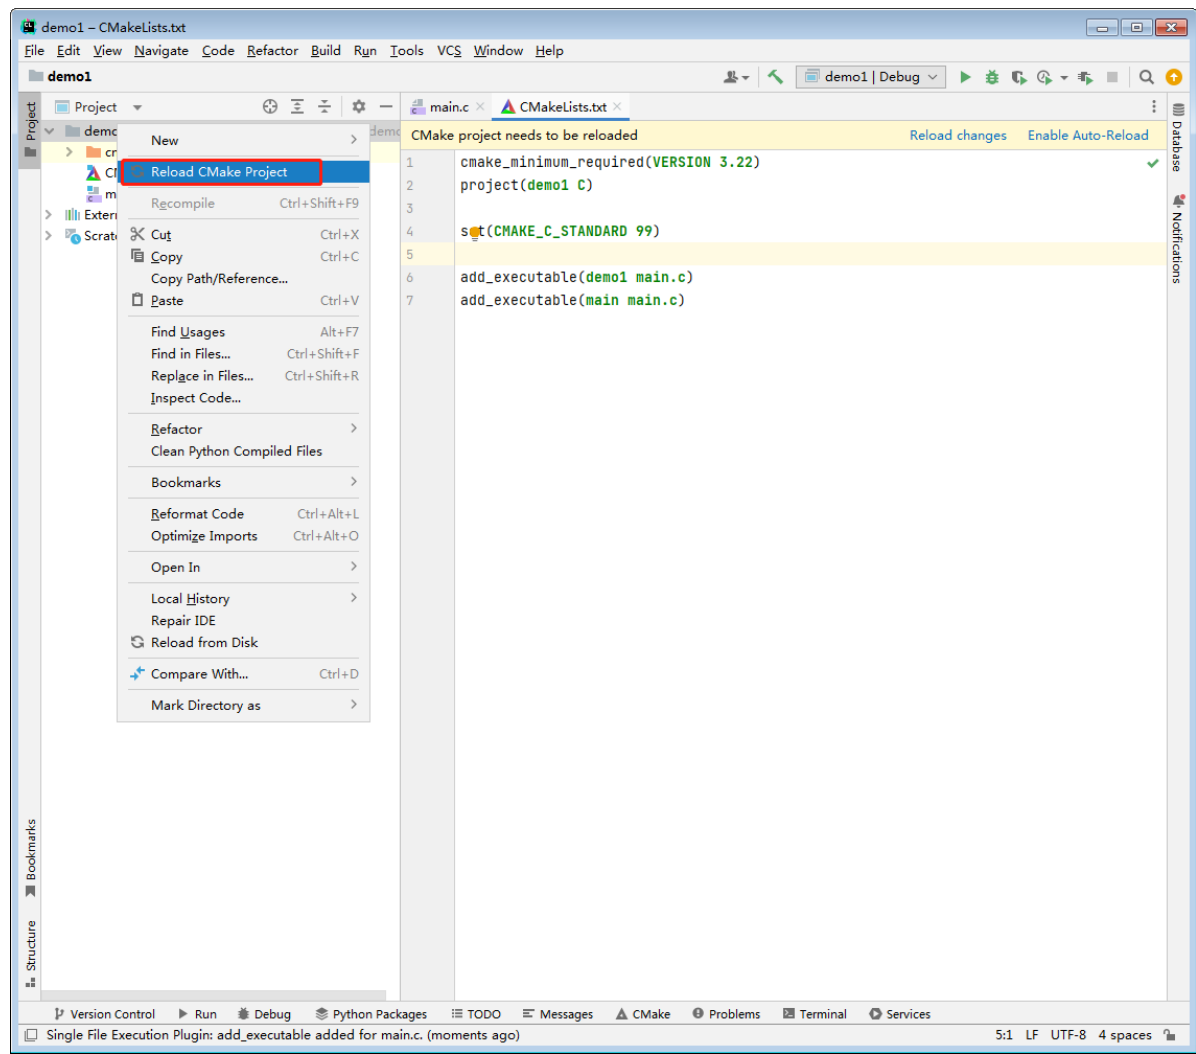 demo1 – CMakeLists.txt
File Edit View Navigate Code Refactor Build Run Tools VCS Window Help
demo1
demo1 | Debug
Project
Project
main.c
CMakeLists.txt
demo
CMake project needs to be reloaded
Reload changes
Enable Auto-Reload
New
Reload CMake Project
Recompile Ctrl+Shift+F9
Extern
Scrat
Cut Ctrl+X
Copy Ctrl+C
Copy Path/Reference...
Paste Ctrl+V
Find Usages Alt+F7
Find in Files... Ctrl+Shift+F
Replace in Files... Ctrl+Shift+R
Inspect Code...
Refactor
Clean Python Compiled Files
Bookmarks
Reformat Code Ctrl+Alt+L
Optimize Imports Ctrl+Alt+O
Open In
Local History
Repair IDE
Reload from Disk
Compare With... Ctrl+D
Mark Directory as
1 cmake_minimum_required(VERSION 3.22)
2 project(demo1 C)
3
4 set(CMAKE_C_STANDARD 99)
5
6 add_executable(demo1 main.c)
7 add_executable(main main.c)
Database
Notifications
Bookmarks
Structure
Version Control Run Debug Python Packages TODO Messages CMake Problems Terminal Services
Single File Execution Plugin: add_executable added for main.c. (moments ago)
5:1 LF UTF-8 4 spaces